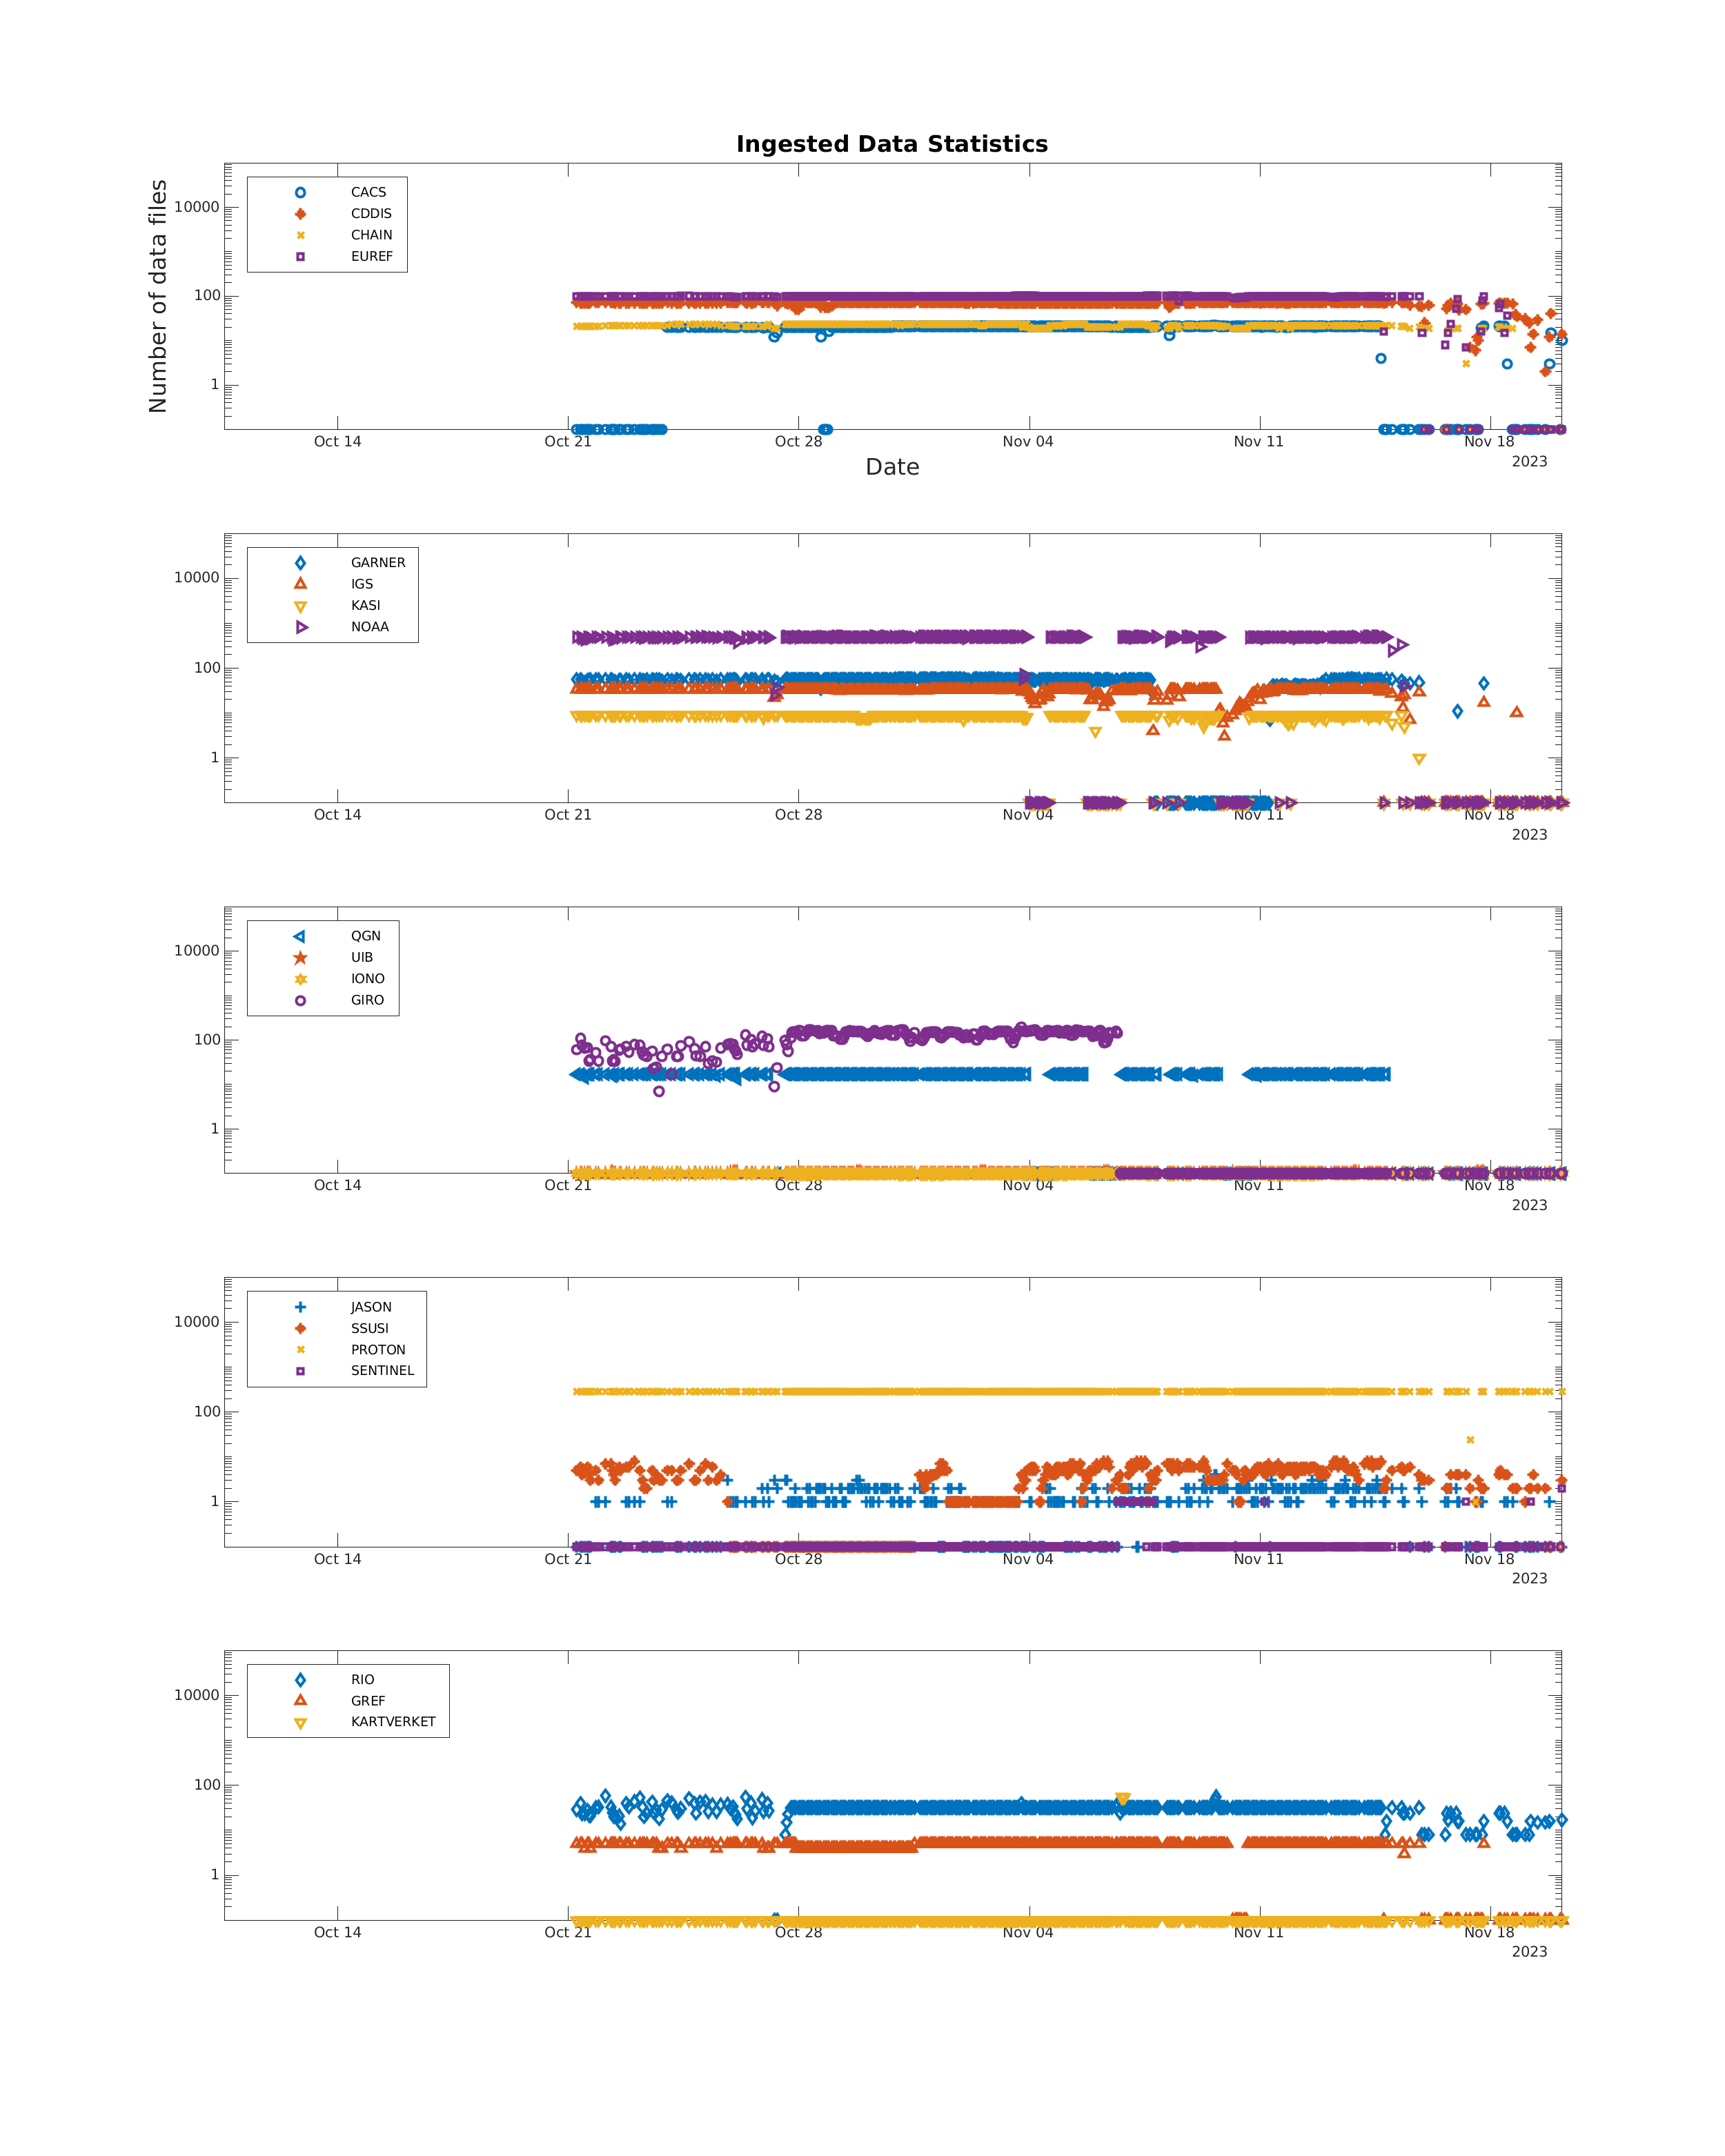 Ingested Data Statistics
Number of data files
10000
100
1
CACS
CDDIS
CHAIN
EUREF
Oct 14 Oct 21 Oct 28 Nov 04 Nov 11 Nov 18
2023
Date
10000
100
1
GARNER
IGS
KASI
NOAA
Oct 14 Oct 21 Oct 28 Nov 04 Nov 11 Nov 18
2023
10000
100
1
QGN
UIB
IONO
GIRO
Oct 14 Oct 21 Oct 28 Nov 04 Nov 11 Nov 18
2023
10000
100
1
JASON
SSUSI
PROTON
SENTINEL
Oct 14 Oct 21 Oct 28 Nov 04 Nov 11 Nov 18
2023
10000
100
1
RIO
GREF
KARTVERKET
Oct 14 Oct 21 Oct 28 Nov 04 Nov 11 Nov 18
2023